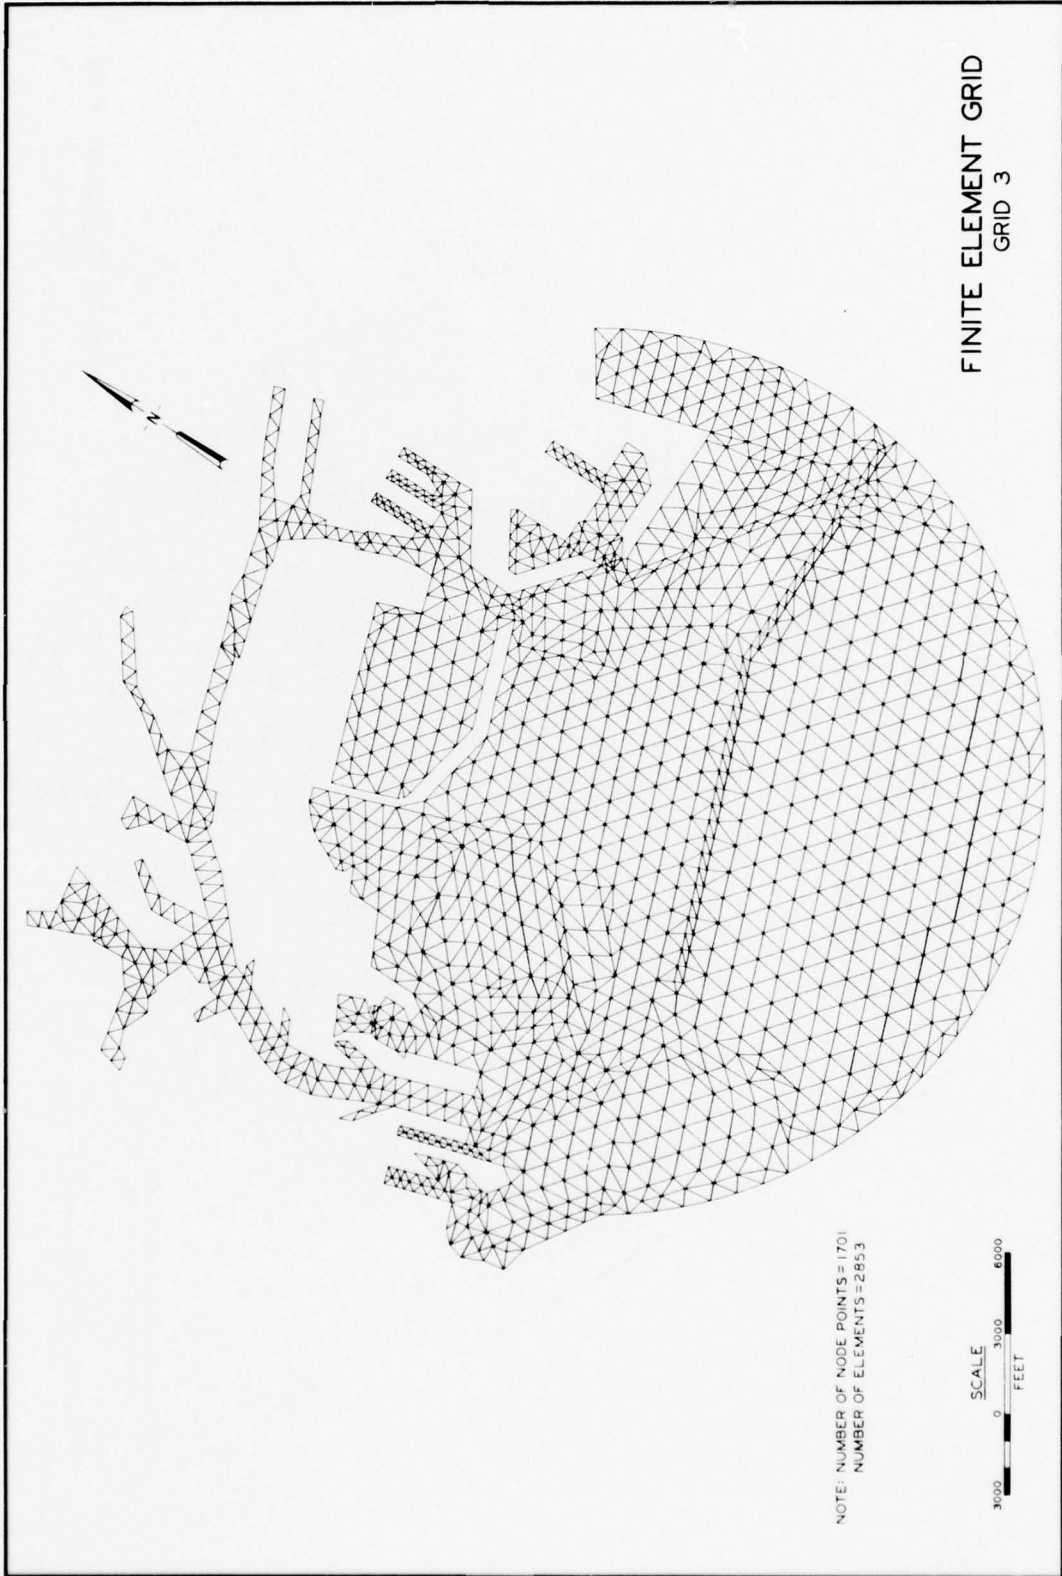 FINITE ELEMENT GRID
GRID 3
N
NOTE: NUMBER OF NODE POINTS = 1701
NUMBER OF ELEMENTS = 2853
SCALE
3000 0 3000 6000
FEET